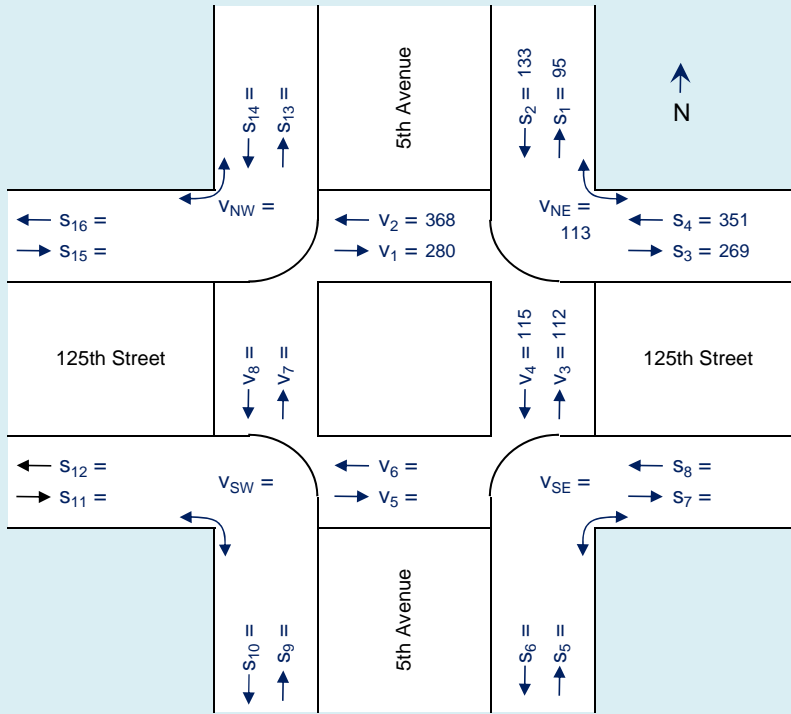 5th Avenue
s14 =
s13 =
s2 = 133
s1 = 95
N
vNW =
vNE =
113
s16 =
s15 =
v2 = 368
v1 = 280
s4 = 351
s3 = 269
125th Street
v8 =
v7 =
v4 = 115
v3 = 112
125th Street
s12 =
s11 =
vSW =
v6 =
v5 =
vSE =
s8 =
s7 =
s10 =
s9 =
5th Avenue
s6 =
s5 =